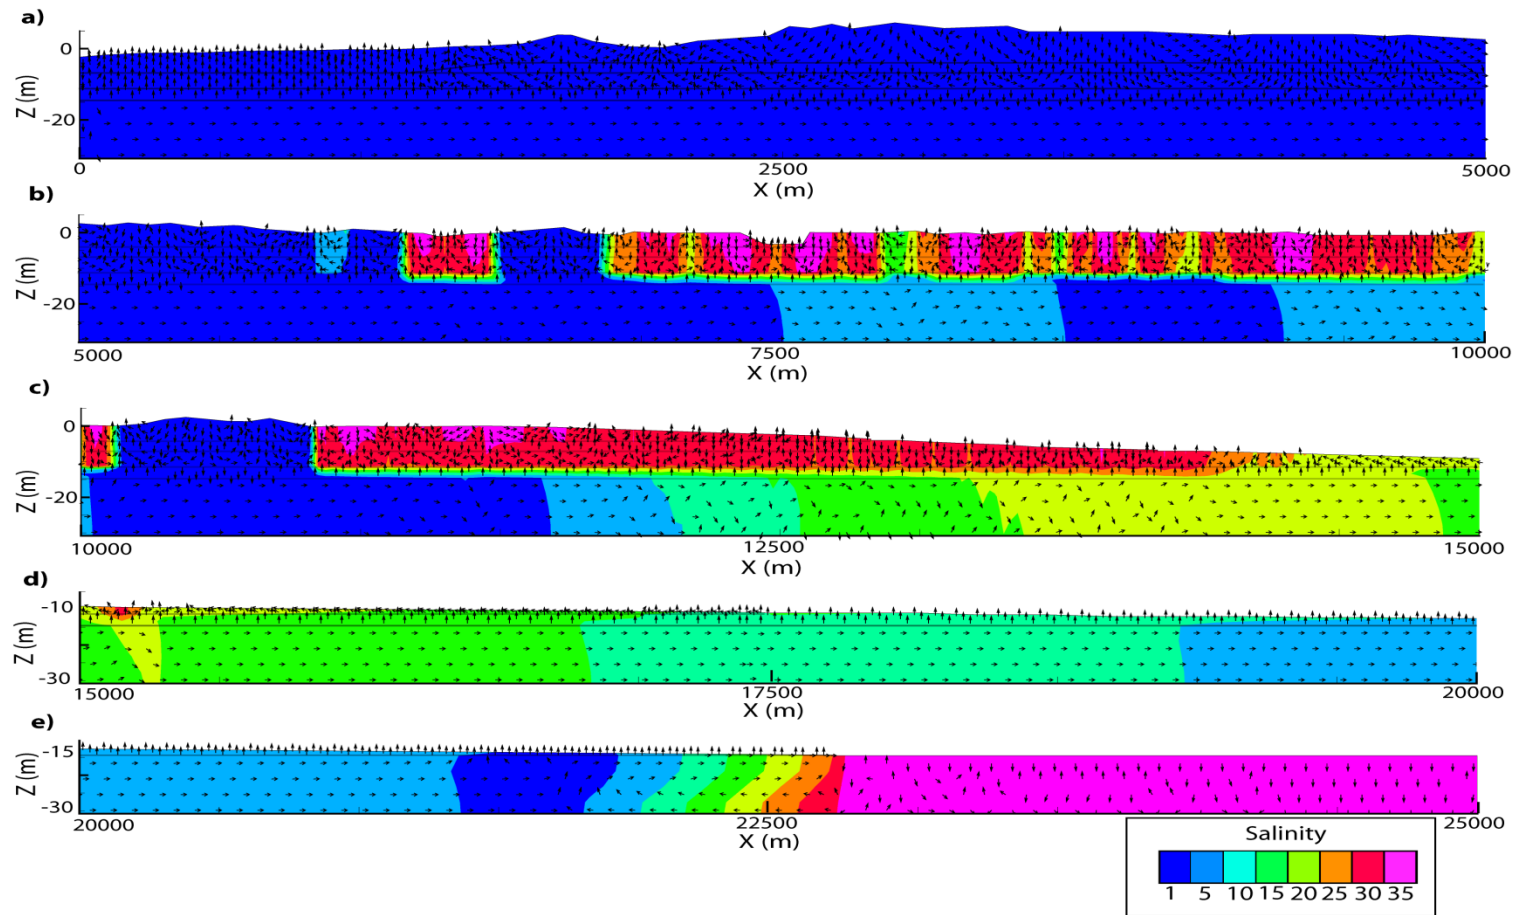 a)
0
Z (m)
-20
0 2500 5000
X (m)
b)
0
Z (m)
-20
5000 7500 10000
X (m)
c)
0
Z (m)
-20
10000 12500 15000
X (m)
d)
-10
Z (m)
-30
15000 17500 20000
X (m)
e)
-15
Z (m)
-30
20000 22500 25000
X (m)
Salinity
1 5 10 15 20 25 30 35